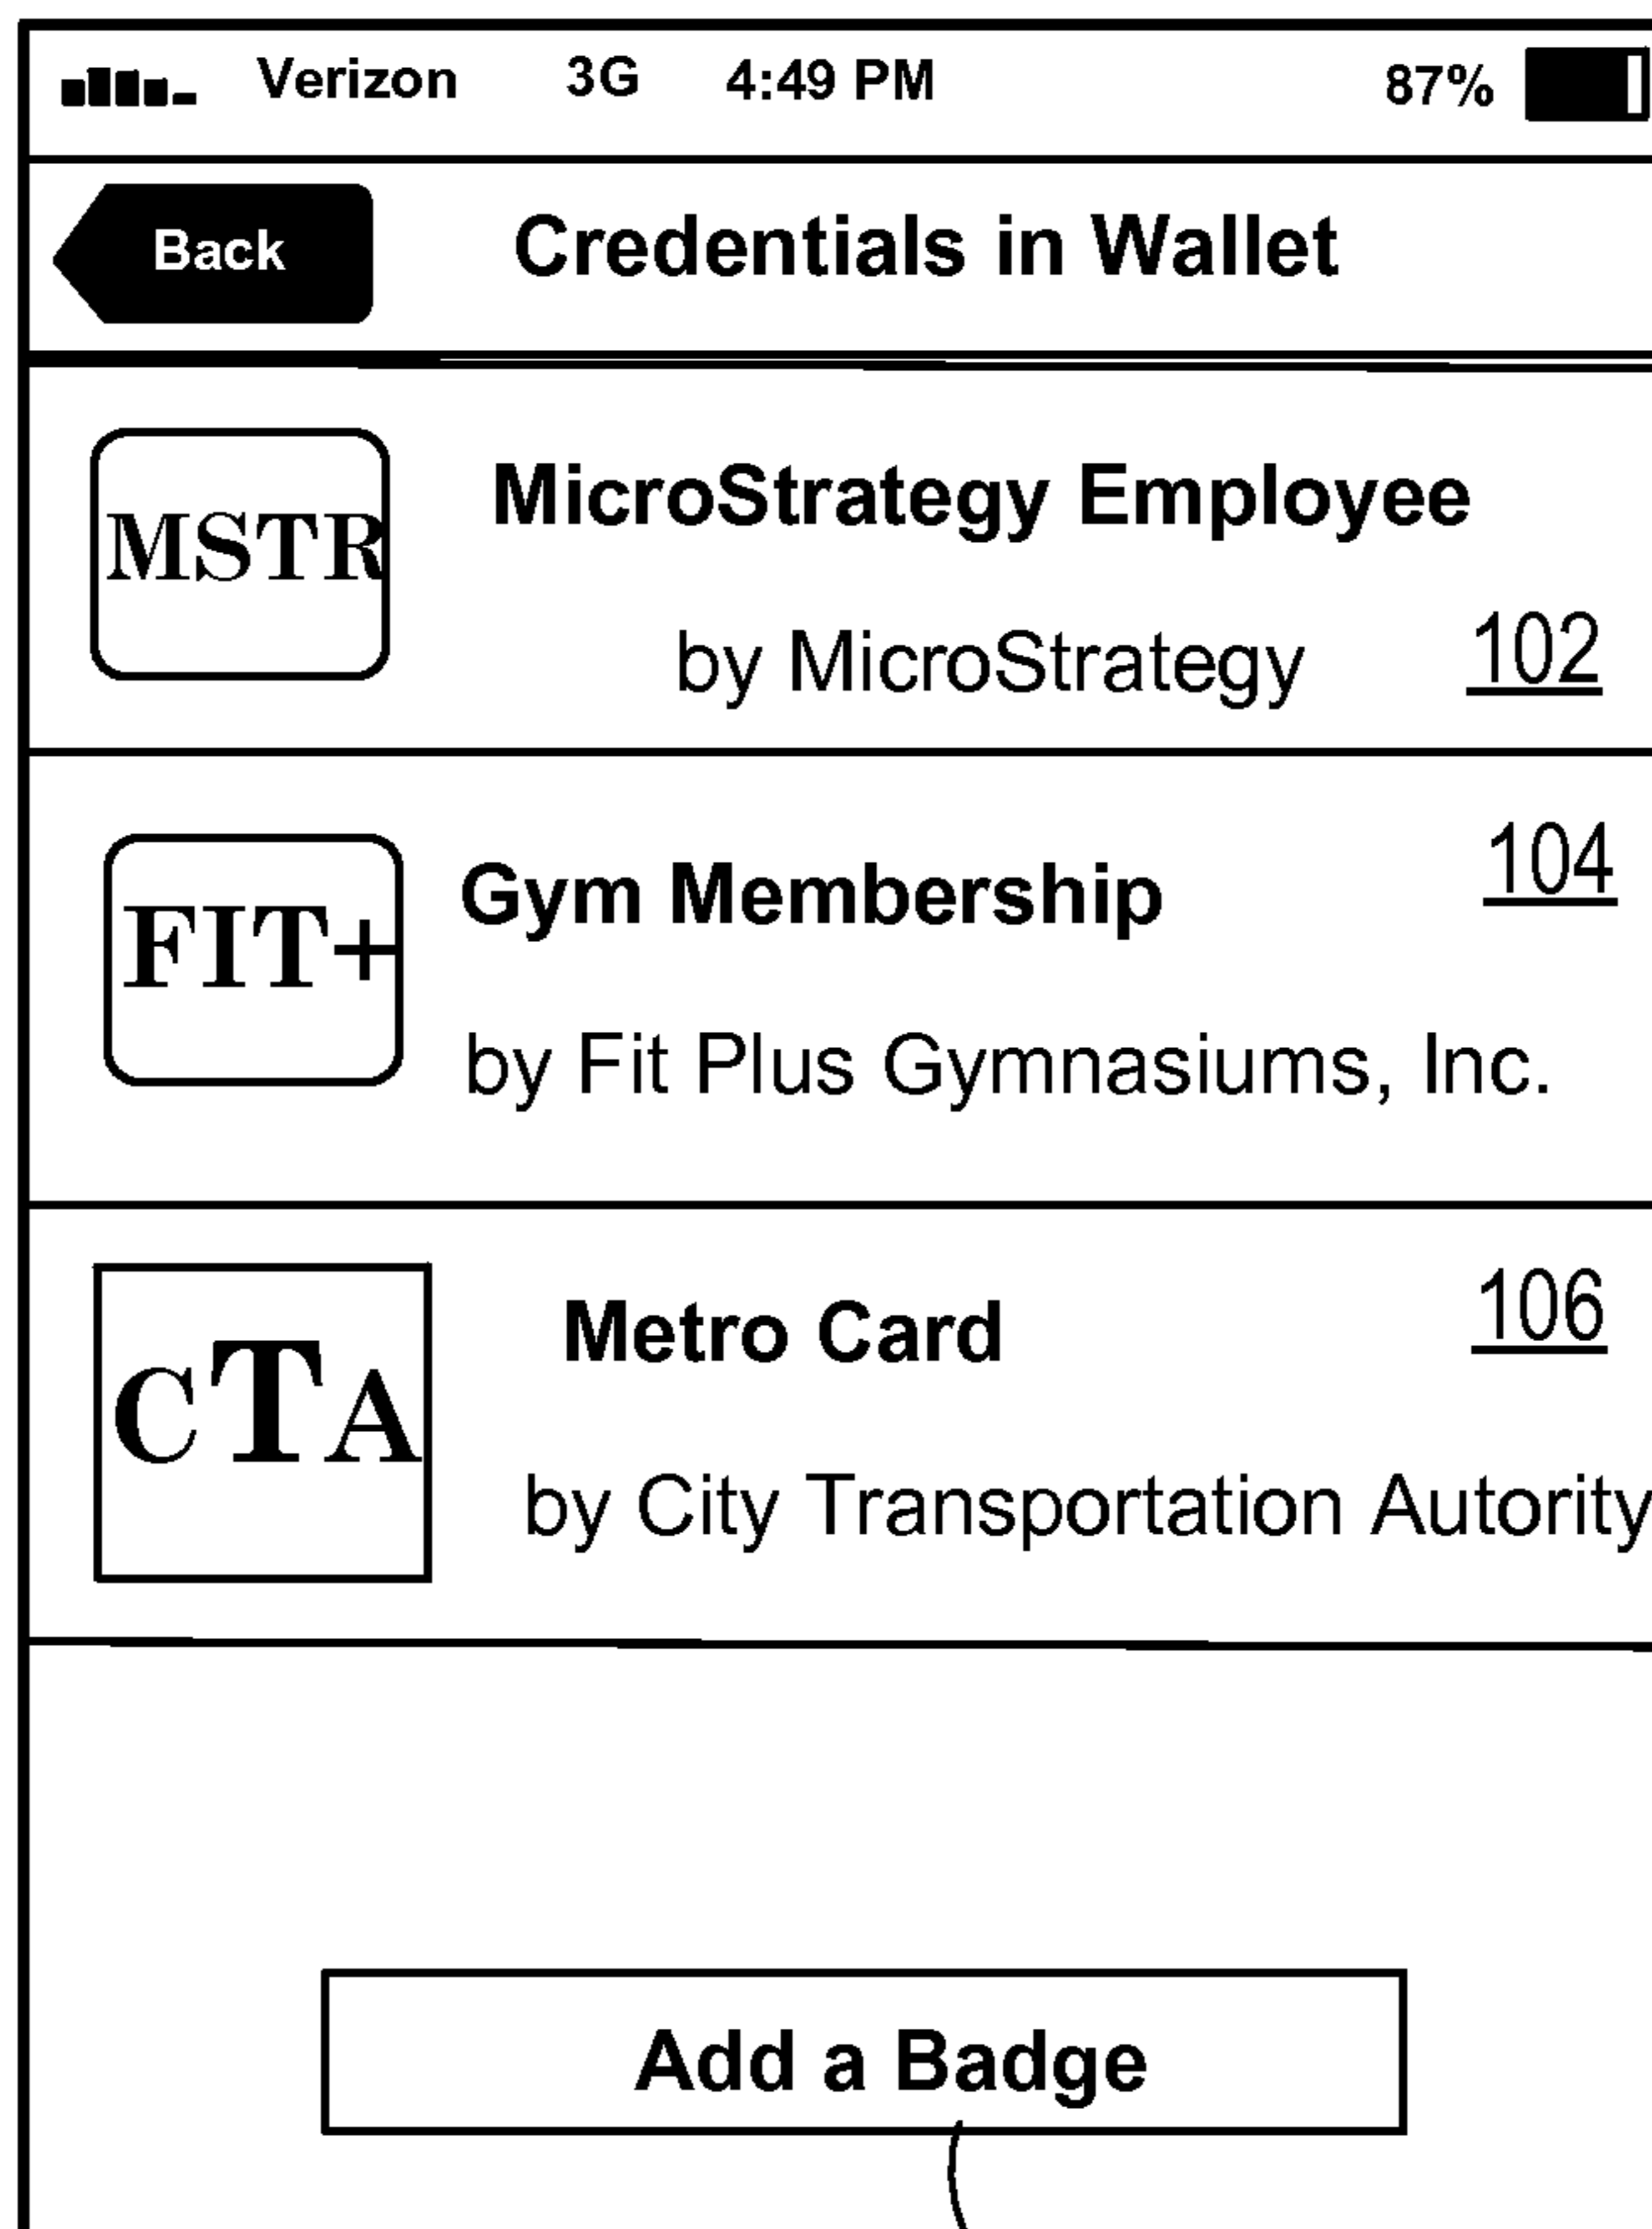 Verizon 3G 4:49 PM 87%
Back Credentials in Wallet
MSTR
MicroStrategy Employee
by MicroStrategy 102
FIT+
Gym Membership 104
by Fit Plus Gymnasiums, Inc.
CTA
Metro Card 106
by City Transportation Autority
Add a Badge